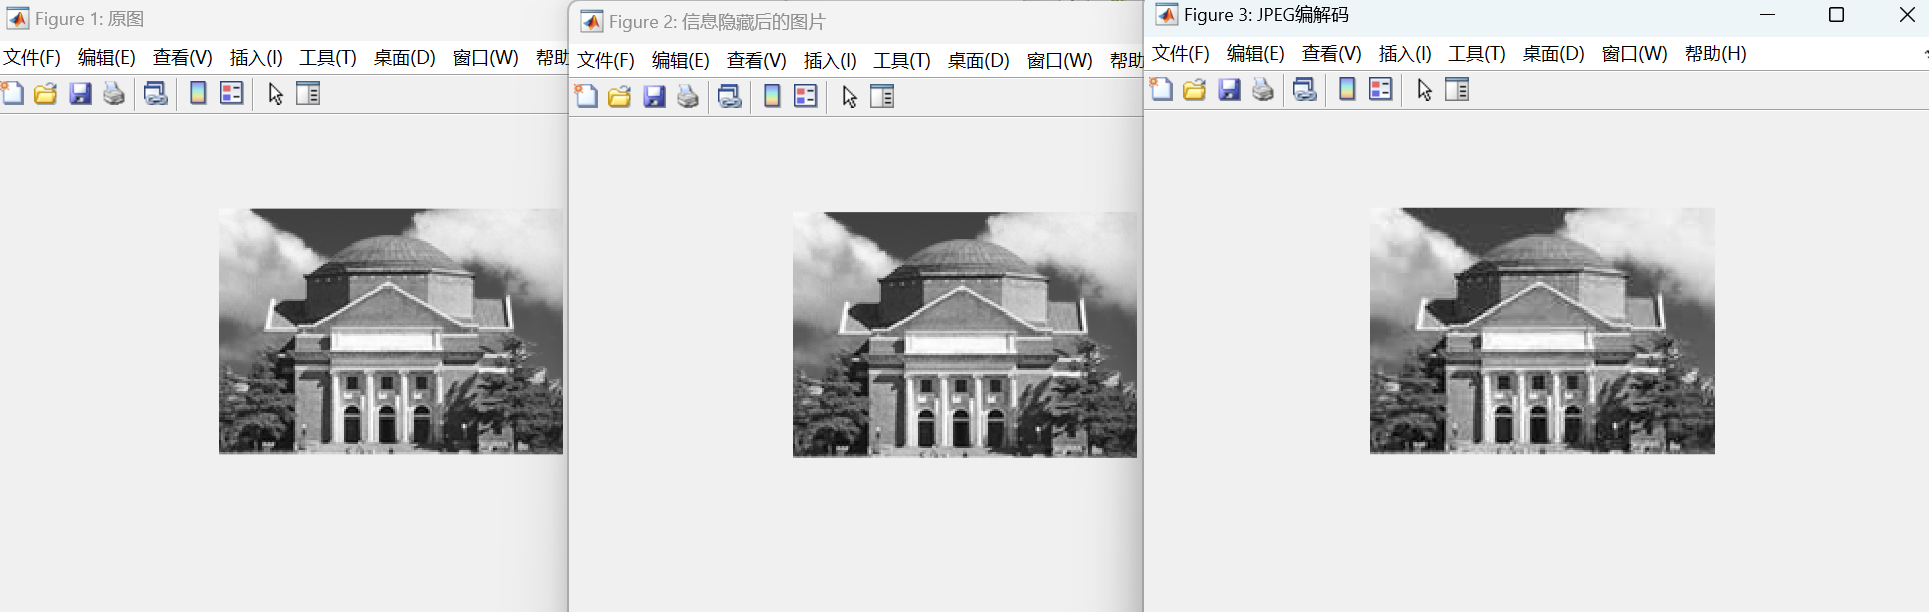 Figure 1: 原图
文件(F) 编辑(E) 查看(V) 插入(I) 工具(T) 桌面(D) 窗口(W) 帮助
Figure 2: 信息隐藏后的图片
文件(F) 编辑(E) 查看(V) 插入(I) 工具(T) 桌面(D) 窗口(W) 帮助
Figure 3: JPEG编解码
文件(F) 编辑(E) 查看(V) 插入(I) 工具(T) 桌面(D) 窗口(W) 帮助(H)